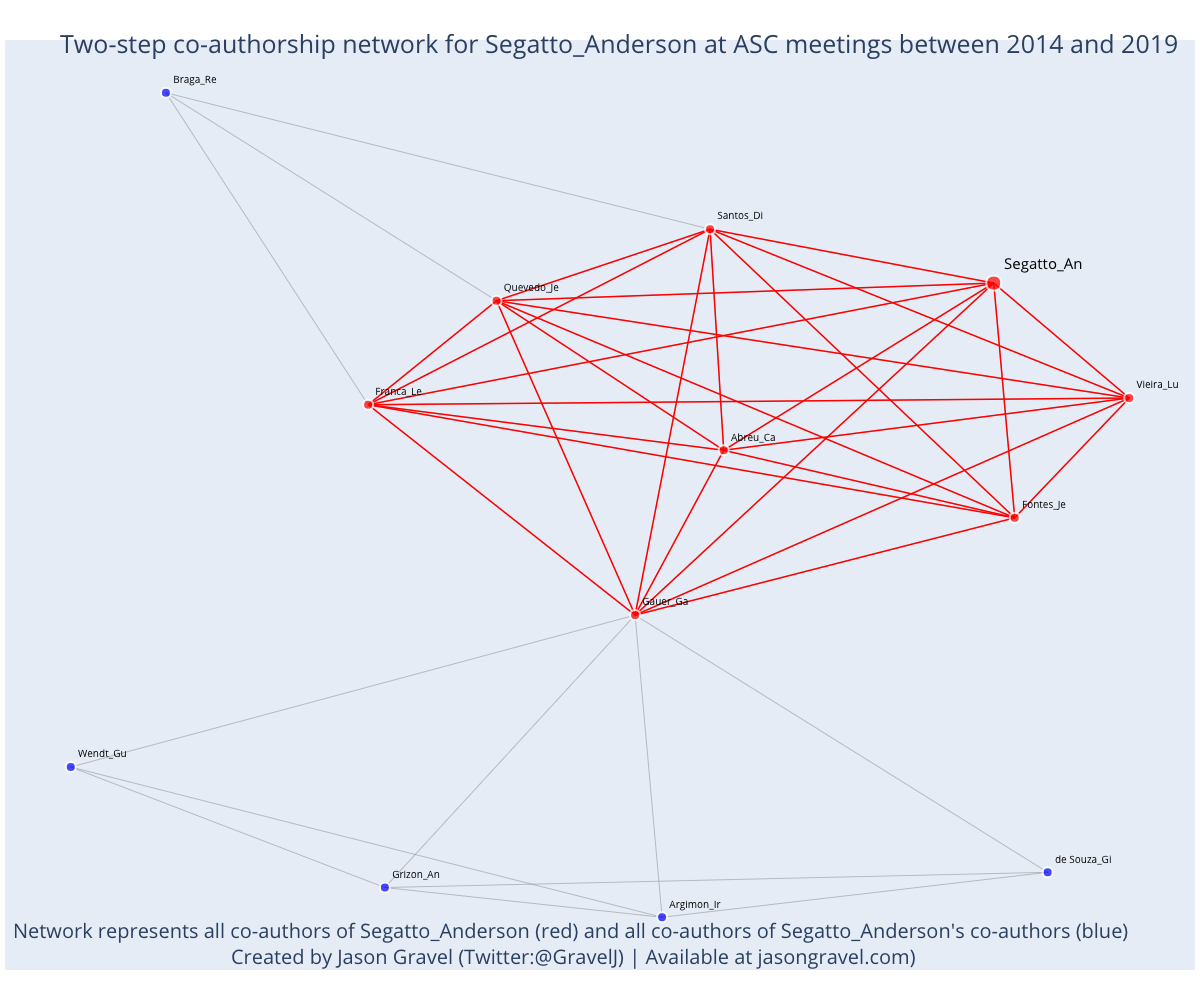 Two-step co-authorship network for Segatto_Anderson at ASC meetings between 2014 and 2019
Braga_Re
Santos_Di
Segatto_An
Quevedo_Je
Vieira_Lu
Franca_Le
Abreu_Ca
Fontes_Je
Gauer_Ga
Wendt_Gu
de Souza_Gi
Grizon_An
Argimon_Ir
Network represents all co-authors of Segatto_Anderson (red) and all co-authors of Segatto_Anderson's co-authors (blue)
Created by Jason Gravel (Twitter:@GravelJ) | Available at jasongravel.com)